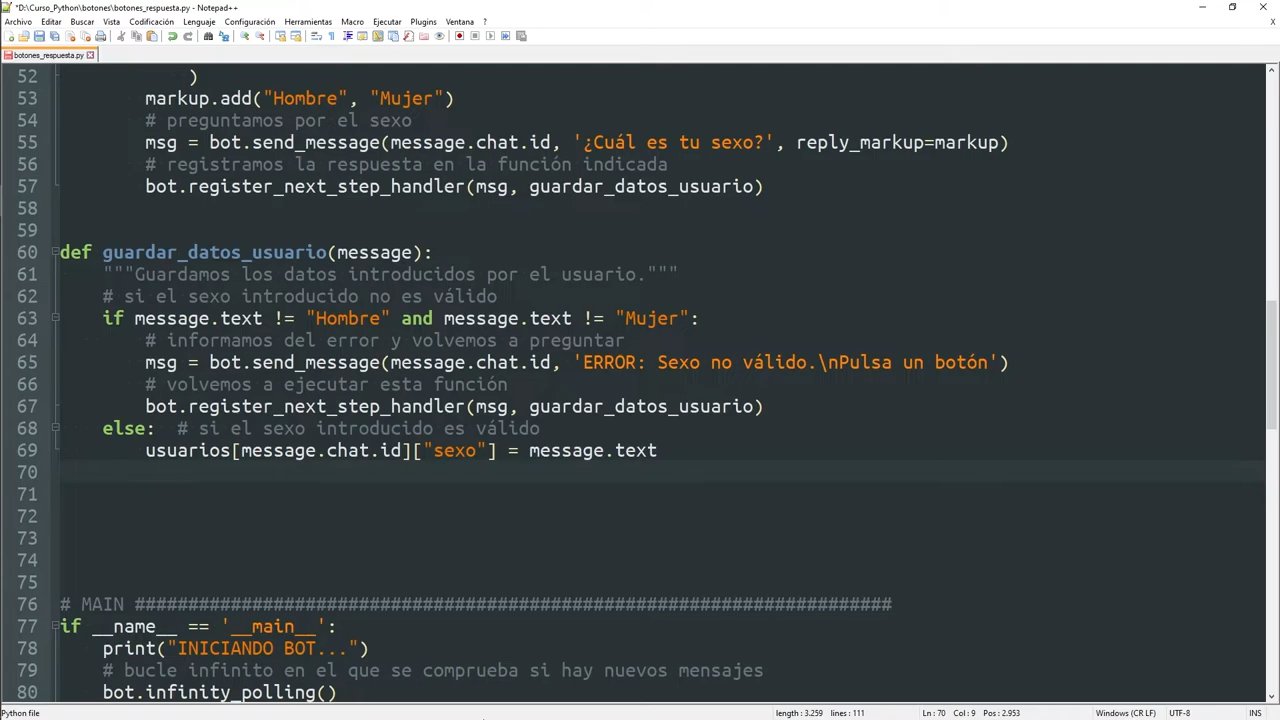 *D:\Curso_Python\botones\botones_respuesta.py - Notepad++
Archivo Editar Buscar Vista Codificación Lenguaje Configuración Herramientas Macro Ejecutar Plugins Ventana ?
botones_respuesta.py
52 )
53 markup.add("Hombre", "Mujer")
54 # preguntamos por el sexo
55 msg = bot.send_message(message.chat.id, '¿Cuál es tu sexo?', reply_markup=markup)
56 # registramos la respuesta en la función indicada
57 bot.register_next_step_handler(msg, guardar_datos_usuario)
58
59
60 def guardar_datos_usuario(message):
61 """Guardamos los datos introducidos por el usuario."""
62 # si el sexo introducido no es válido
63 if message.text != "Hombre" and message.text != "Mujer":
64 # informamos del error y volvemos a preguntar
65 msg = bot.send_message(message.chat.id, 'ERROR: Sexo no válido.\nPulsa un botón')
66 # volvemos a ejecutar esta función
67 bot.register_next_step_handler(msg, guardar_datos_usuario)
68 else: # si el sexo introducido es válido
69 usuarios[message.chat.id]["sexo"] = message.text
70
71
72
73
74
75
76 # MAIN #######################################################################
77 if __name__ == '__main__':
78 print("INICIANDO BOT...")
79 # bucle infinito en el que se comprueba si hay nuevos mensajes
80 bot.infinity_polling()
Python file length : 3.259 lines : 111 Ln : 70 Col : 9 Pos : 2.953 Windows (CR LF) UTF-8 INS